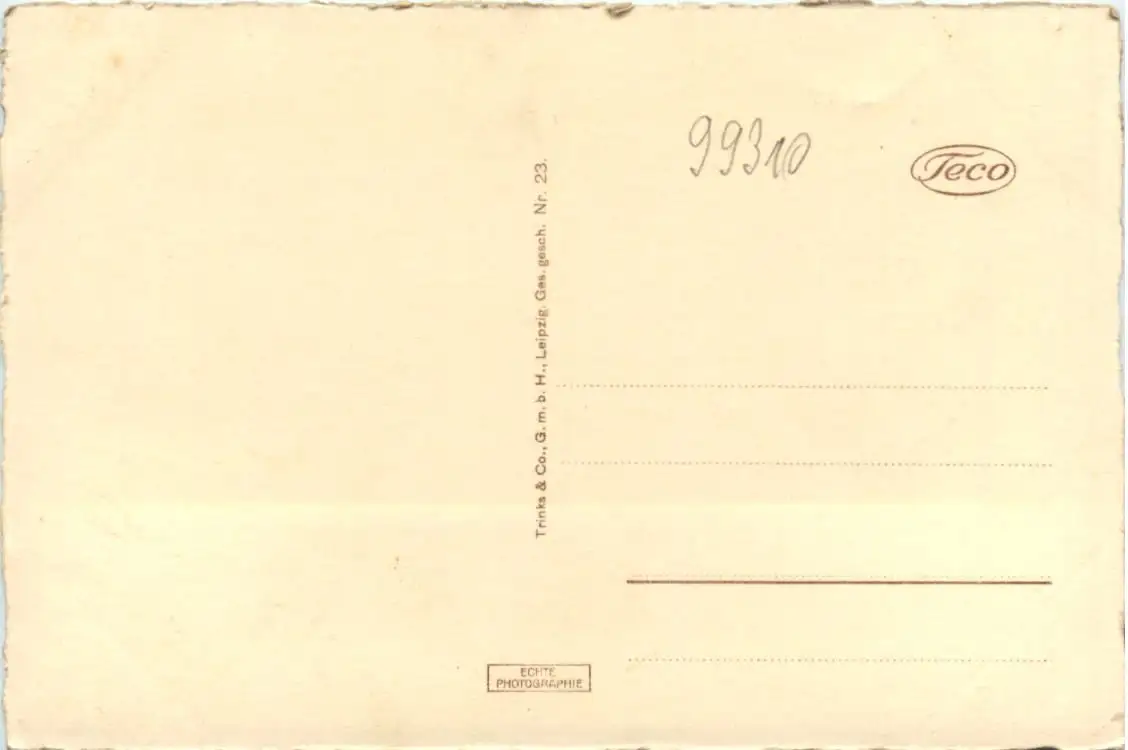 99310
Teco
Trinks & Co., G. m. b. H., Leipzig. Ges. gesch. Nr. 23.
ECHTE
PHOTOGRAPHIE